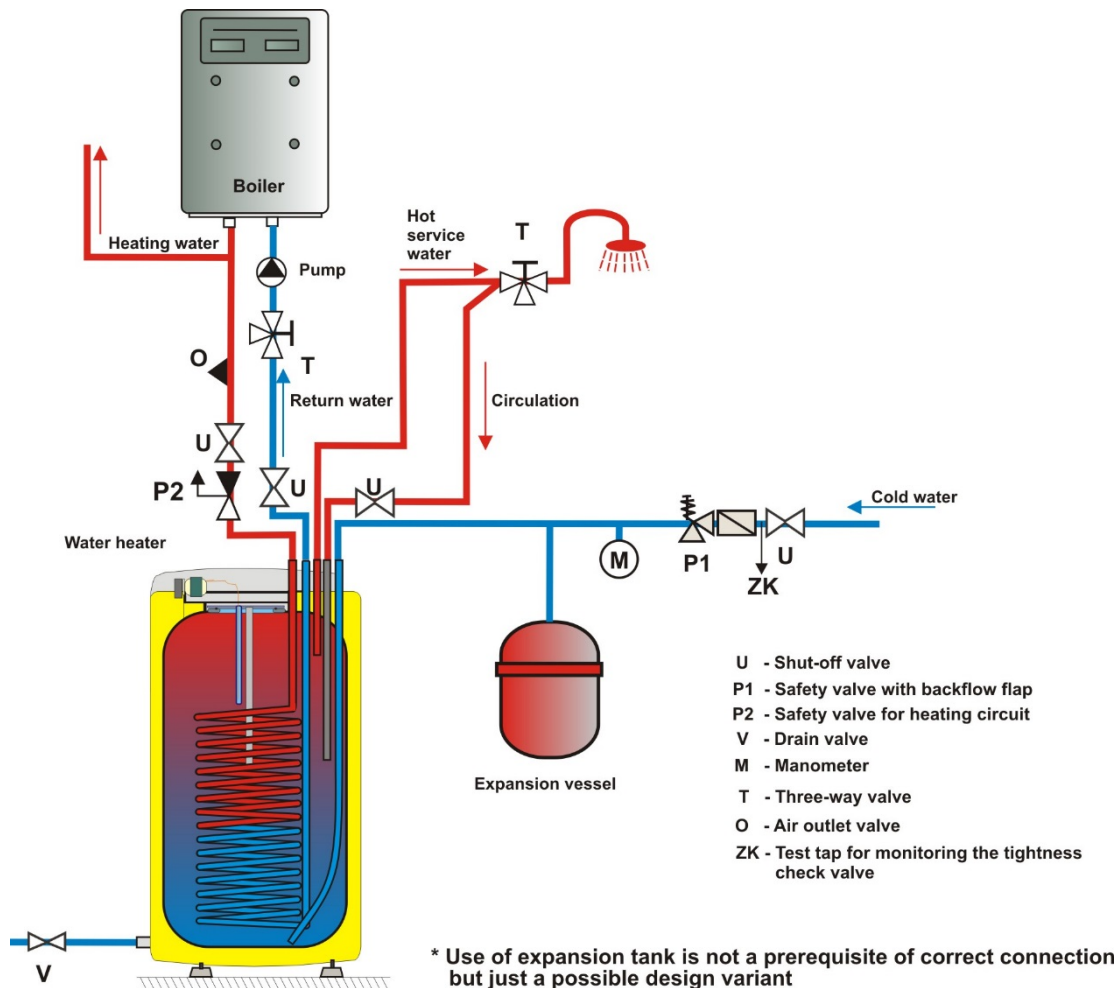 Boiler
Heating water
Pump
Hot
service
water
T
O
T
Return water
Circulation
U
P2
U
U
Cold water
Water heater
M
P1
U
ZK
U - Shut-off valve
P1 - Safety valve with backflow flap
P2 - Safety valve for heating circuit
V - Drain valve
M - Manometer
T - Three-way valve
O - Air outlet valve
ZK - Test tap for monitoring the tightness
check valve
Expansion vessel
V
* Use of expansion tank is not a prerequisite of correct connection
but just a possible design variant